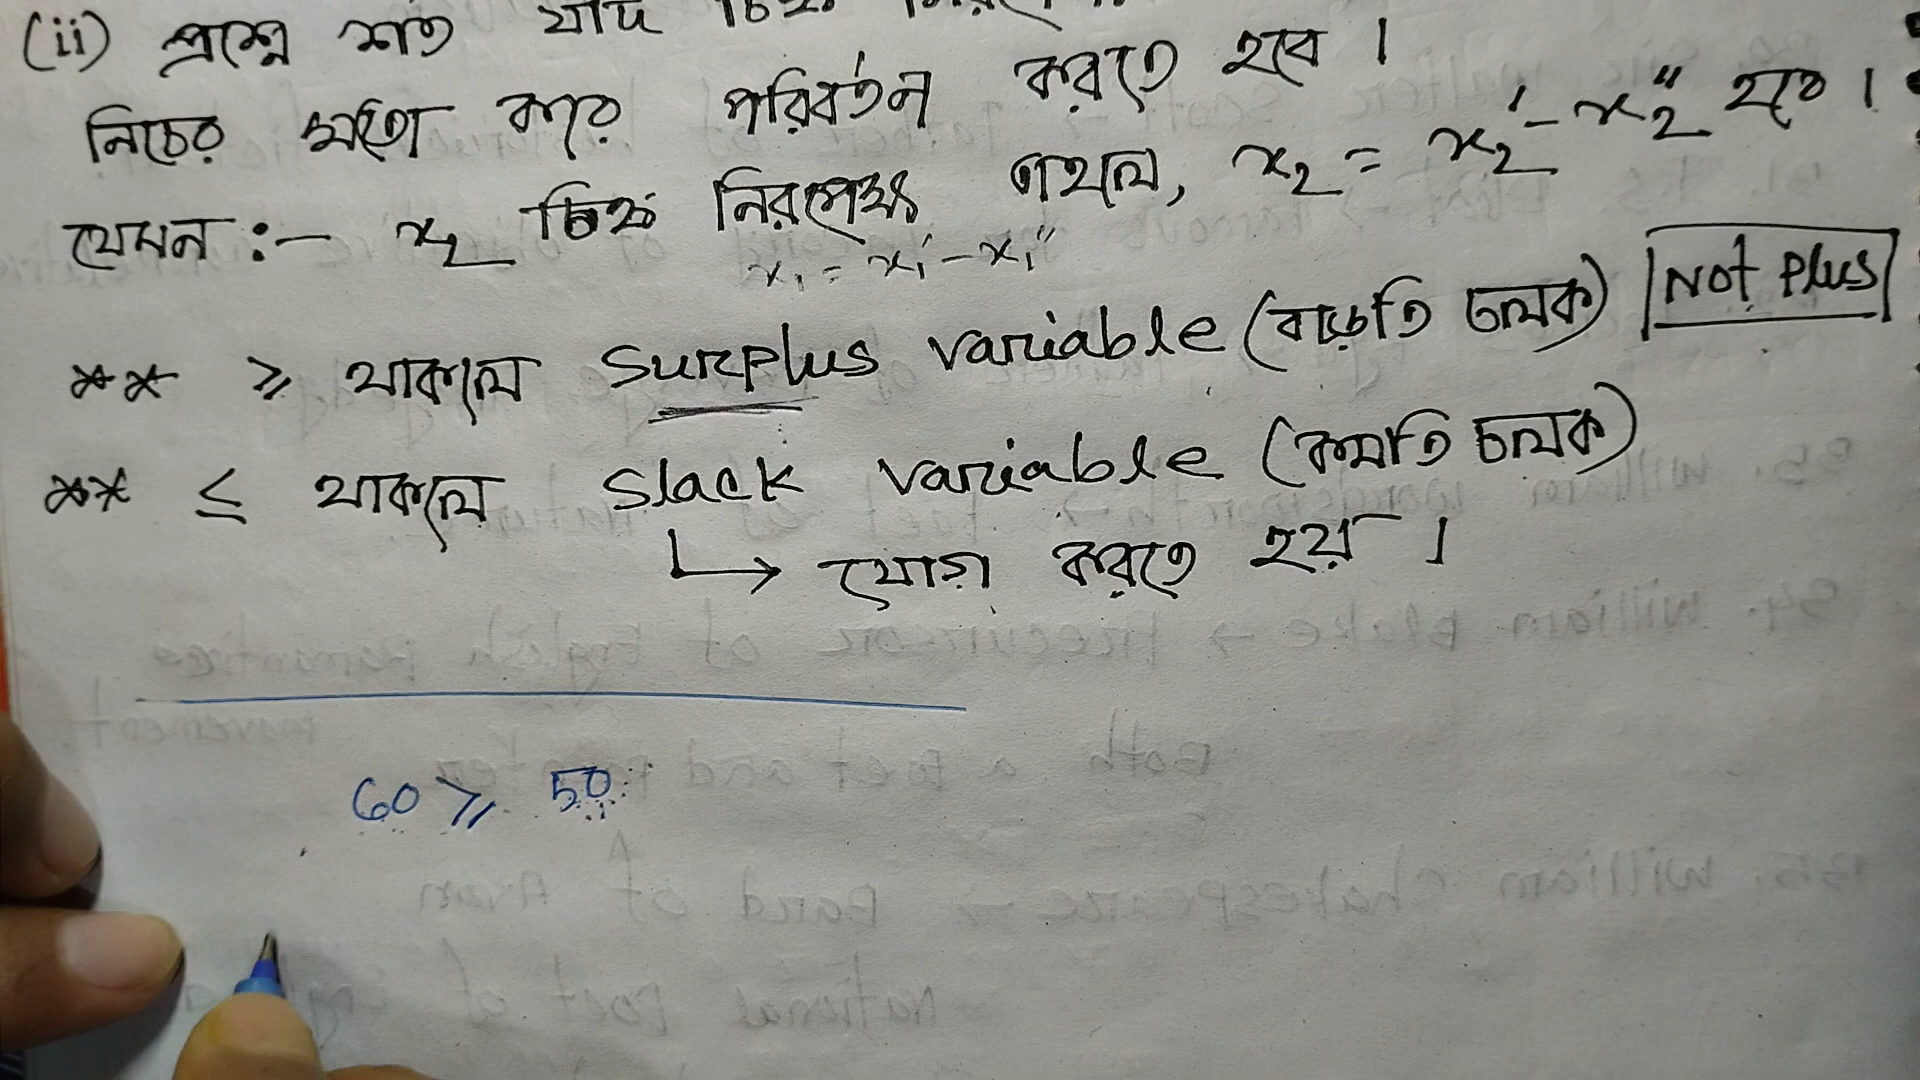 (ii) প্রশ্নে শর্ত যদি চিহ্ন
নিচের মতো করে পরিবর্তন করতে হবে ।
যেমন :- x₂ চিহ্ন নিরপেক্ষ হলে, x₂ = x₂' - x₂" হবে ।
x₁ = x₁' - x₁"
** ≥ থাকলে Surplus variable (বাড়তি চলক) Not Plus
** ≤ থাকলে Slack variable (কমতি চলক)
↳ যোগ করতে হয় ।
60 ≥ 50